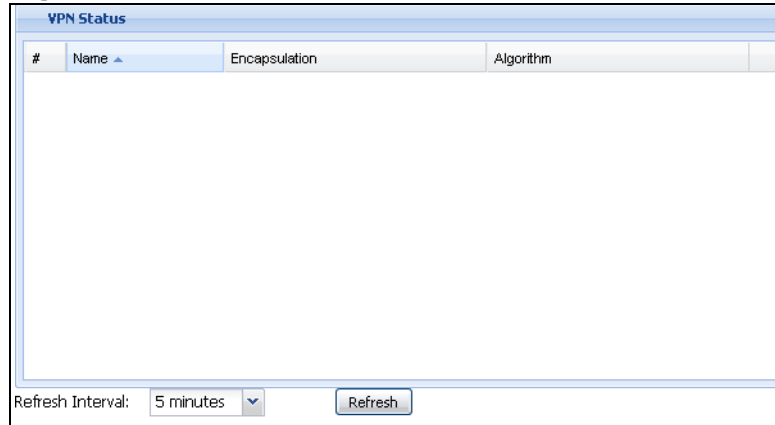 VPN Status
# Name Encapsulation Algorithm
Refresh Interval: 5 minutes Refresh